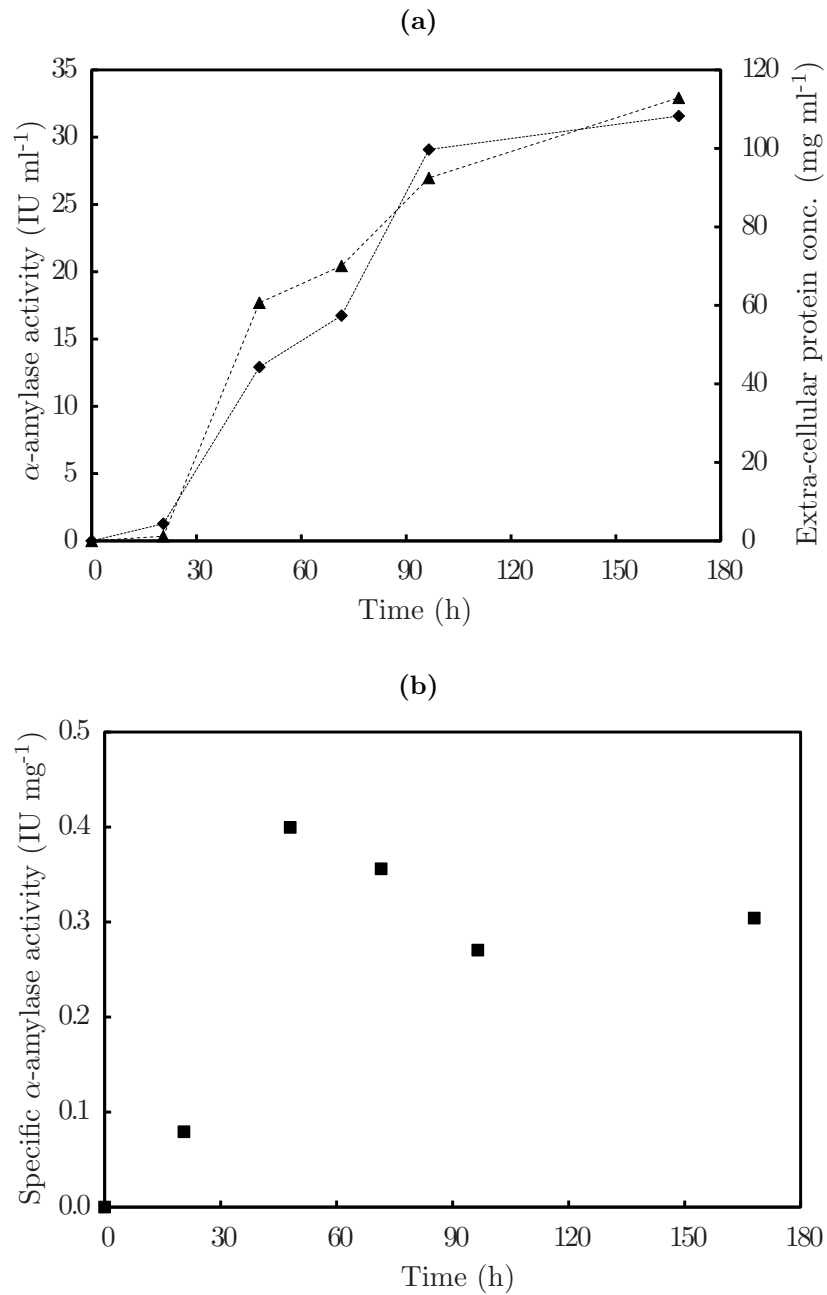 (a)
α-amylase activity (IU ml-1)
35
30
25
20
15
10
5
0
120
100
80
60
40
20
0
Extra-cellular protein conc. (mg ml-1)
0 30 60 90 120 150 180
Time (h)
(b)
Specific α-amylase activity (IU mg-1)
0.5
0.4
0.3
0.2
0.1
0.0
0 30 60 90 120 150 180
Time (h)